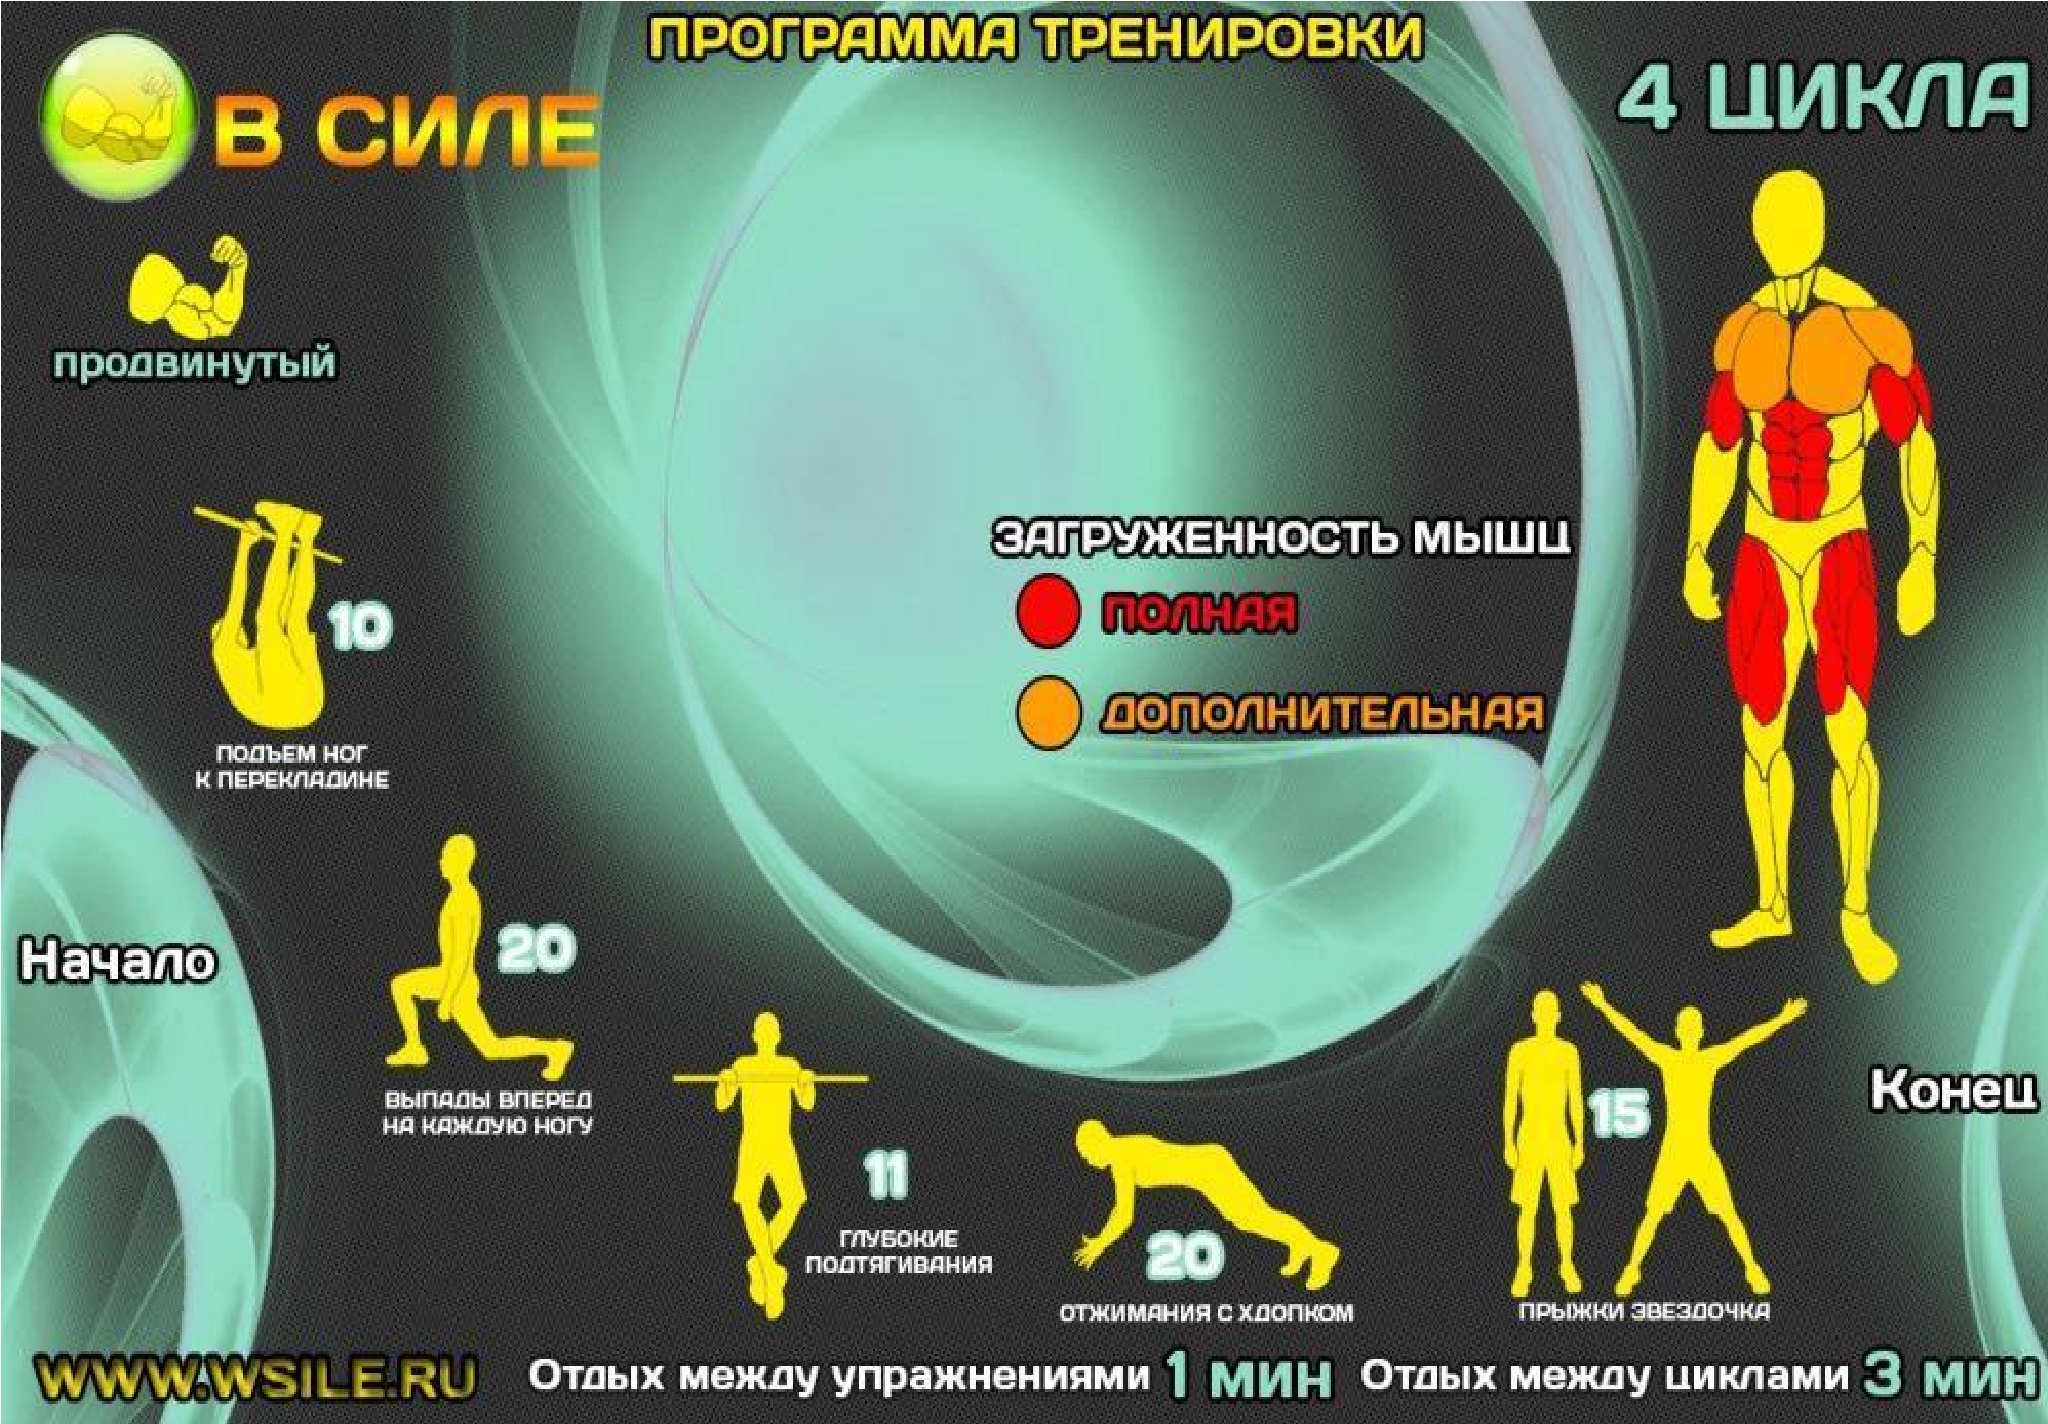 ПРОГРАММА ТРЕНИРОВКИ
В СИЛЕ
4 ЦИКЛА
продвинутый
ЗАГРУЖЕННОСТЬ МЫШЦ
ПОЛНАЯ
ДОПОЛНИТЕЛЬНАЯ
10
ПОДЪЕМ НОГ
К ПЕРЕКЛАДИНЕ
Начало
20
ВЫПАДЫ ВПЕРЕД
НА КАЖДУЮ НОГУ
11
ГЛУБОКИЕ
ПОДТЯГИВАНИЯ
20
ОТЖИМАНИЯ С ХДОПКОМ
15
ПРЫЖКИ ЗВЕЗДОЧКА
Конец
WWW.WSILE.RU
Отдых между упражнениями 1 мин
Отдых между циклами 3 мин